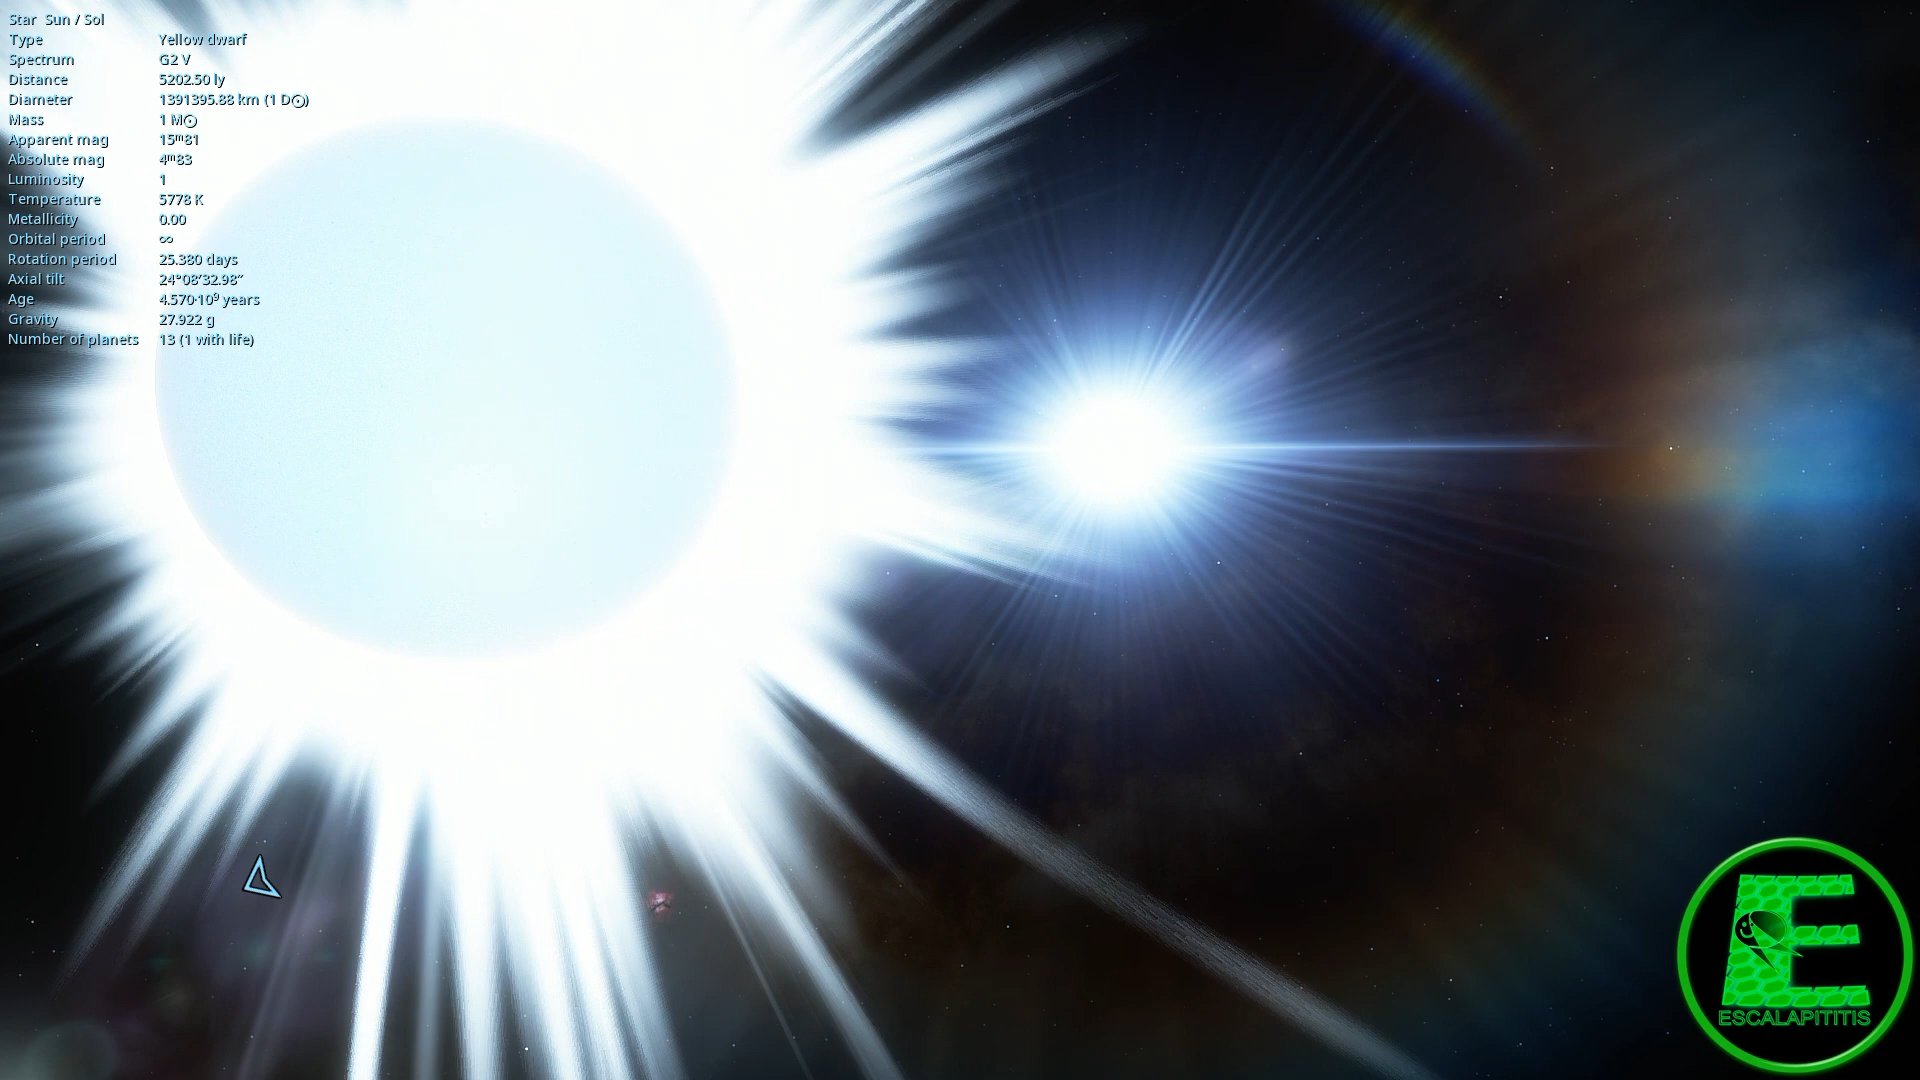 Star Sun / Sol
Type Yellow dwarf
Spectrum G2 V
Distance 5202.50 ly
Diameter 1391395.88 km (1 D☉)
Mass 1 M☉
Apparent mag 15ᵐ81
Absolute mag 4ᵐ83
Luminosity 1
Temperature 5778 K
Metallicity 0.00
Orbital period ∞
Rotation period 25.380 days
Axial tilt 24°08'32.98"
Age 4.570·10⁹ years
Gravity 27.922 g
Number of planets 13 (1 with life)
E
ESCALAPITITIS